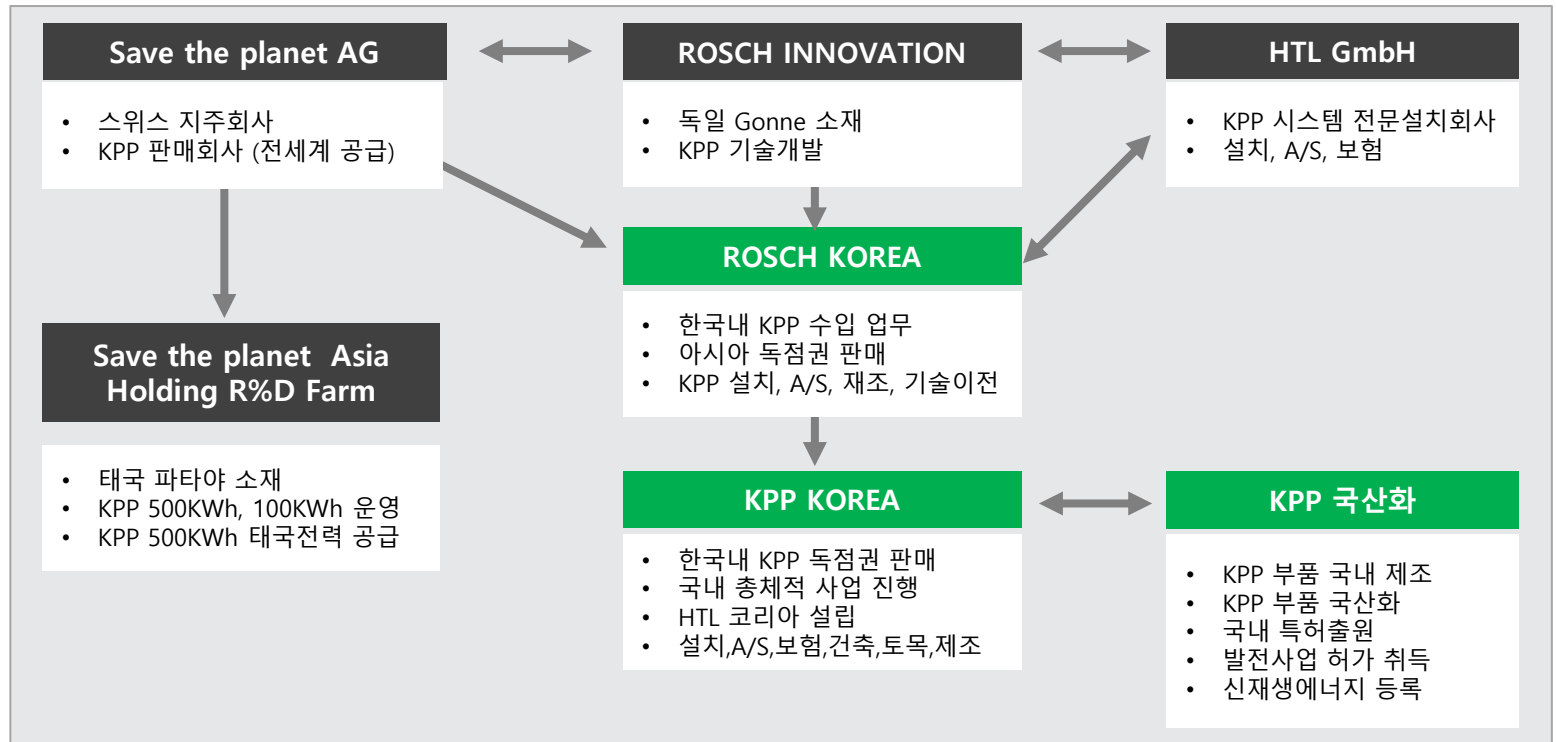 Save the planet AG
• 스위스 지주회사
• KPP 판매회사 (전세계 공급)
ROSCH INNOVATION
• 독일 Gonne 소재
• KPP 기술개발
HTL GmbH
• KPP 시스템 전문설치회사
• 설치, A/S, 보험
ROSCH KOREA
• 한국내 KPP 수입 업무
• 아시아 독점권 판매
• KPP 설치, A/S, 재조, 기술이전
Save the planet Asia
Holding R%D Farm
• 태국 파타야 소재
• KPP 500KWh, 100KWh 운영
• KPP 500KWh 태국전력 공급
KPP KOREA
• 한국내 KPP 독점권 판매
• 국내 총체적 사업 진행
• HTL 코리아 설립
• 설치,A/S,보험,건축,토목,제조
KPP 국산화
• KPP 부품 국내 제조
• KPP 부품 국산화
• 국내 특허출원
• 발전사업 허가 취득
• 신재생에너지 등록